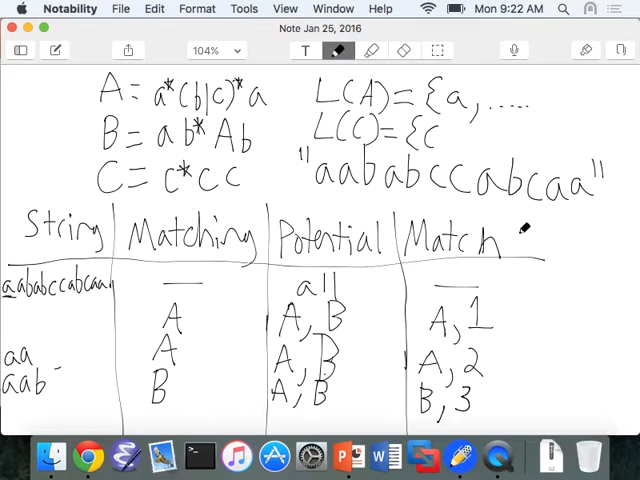 Notability File Edit Format Tools View Window Help Mon 9:22 AM
Note Jan 25, 2016
104% T
A = a*(b|c)*a L(A) = {a, .....
B = ab*Ab L(C) = {c
C = c*cc "aababccabcaa"
String Matching Potential Match
aababccabcaa — all —
A A, B A, 1
aa A A, B A, 2
aab B A, B B, 3